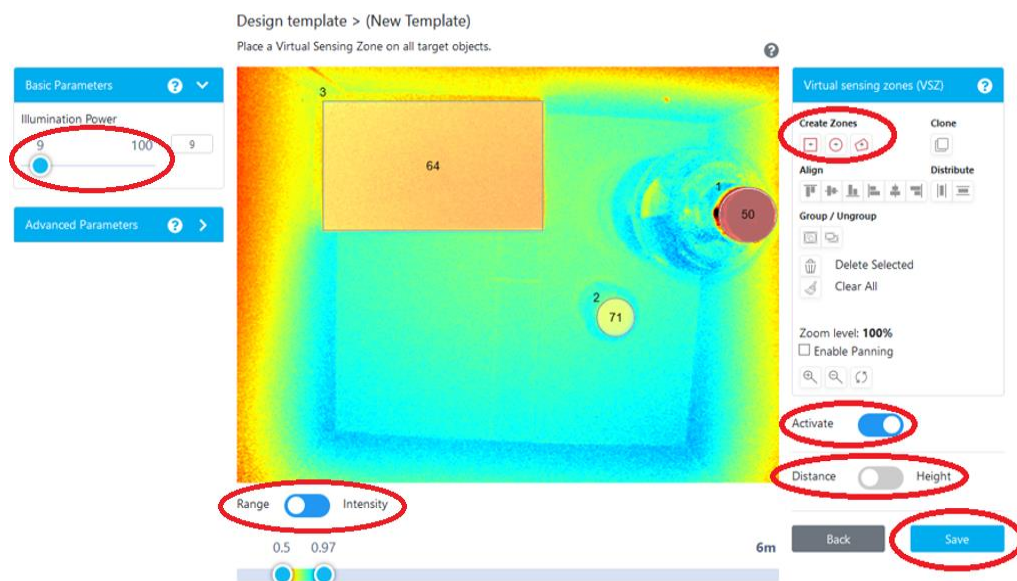 Design template > (New Template)
Place a Virtual Sensing Zone on all target objects.
?
Basic Parameters ?
Illumination Power
9 100 9
Advanced Parameters ?
3
64
1
50
2
71
Range Intensity
0.5 0.97 6m
Virtual sensing zones (VSZ) ?
Create Zones Clone
Align Distribute
Group / Ungroup
Delete Selected
Clear All
Zoom level: 100%
Enable Panning
Activate
Distance Height
Back Save